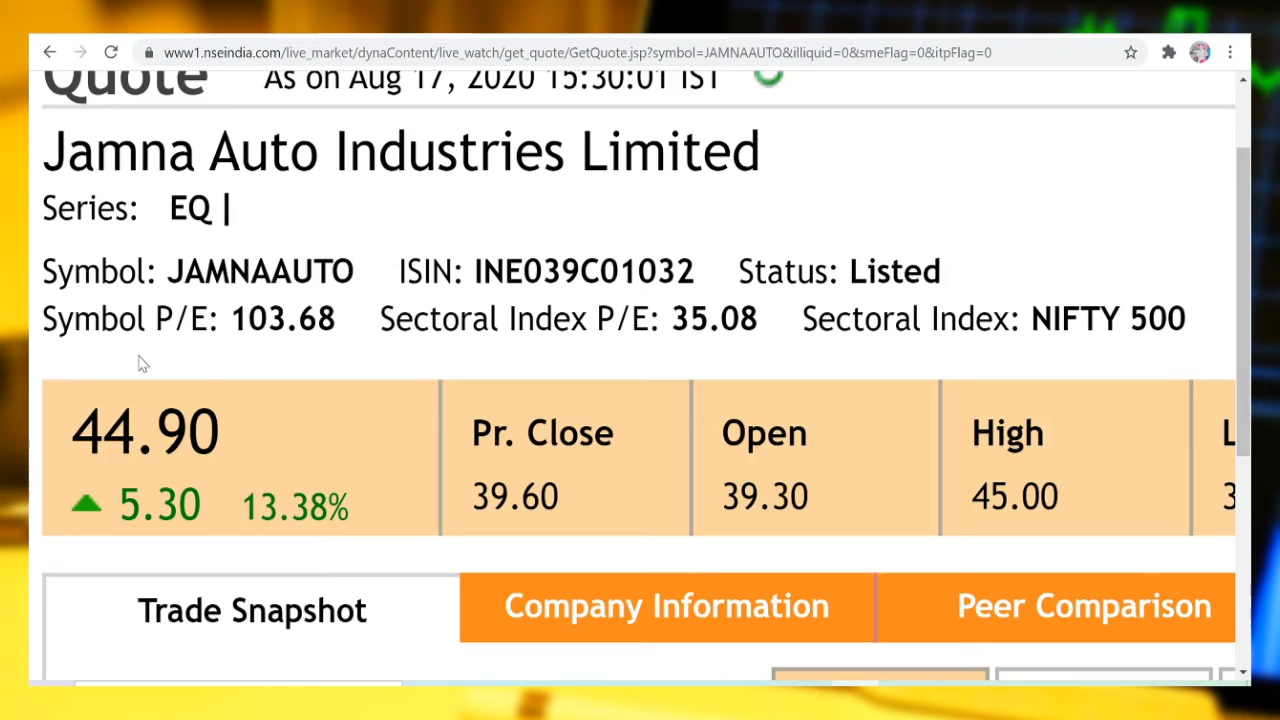 www1.nseindia.com/live_market/dynaContent/live_watch/get_quote/GetQuote.jsp?symbol=JAMNAAUTO&illiquid=0&smeFlag=0&itpFlag=0
Quote As on Aug 17, 2020 15:30:01 IST
Jamna Auto Industries Limited
Series: EQ |
Symbol: JAMNAAUTO ISIN: INE039C01032 Status: Listed
Symbol P/E: 103.68 Sectoral Index P/E: 35.08 Sectoral Index: NIFTY 500
44.90 Pr. Close Open High
5.30 13.38% 39.60 39.30 45.00
Trade Snapshot Company Information Peer Comparison